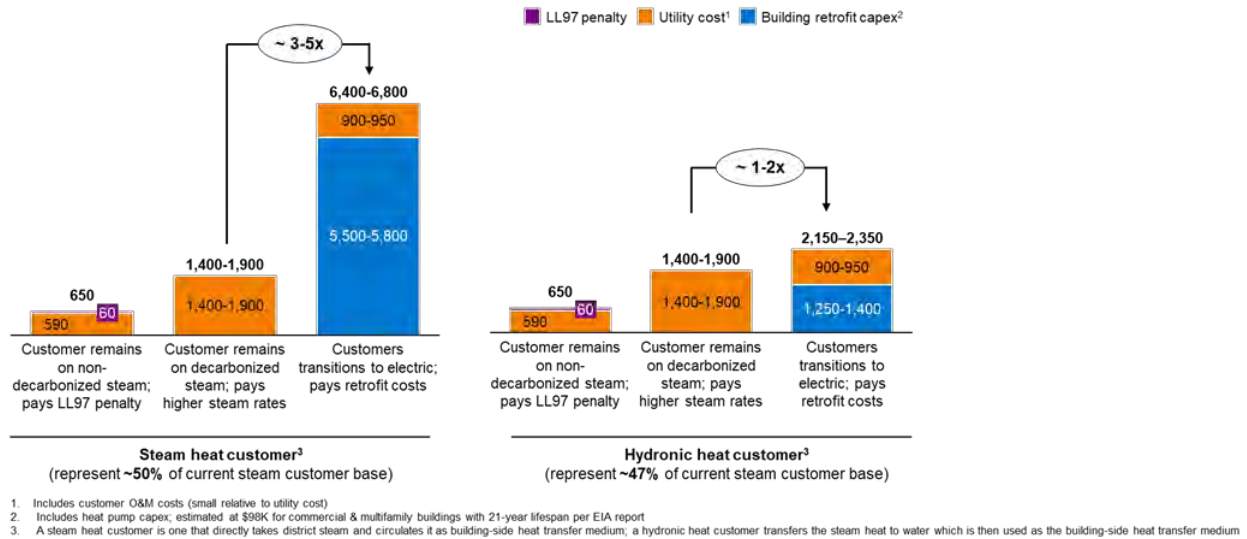 LL97 penalty Utility cost¹ Building retrofit capex²
~ 3-5x
6,400-6,800
900-950
5,500-5,800
1,400-1,900
1,400-1,900
650
60
590
Customer remains
on non-
decarbonized steam;
pays LL97 penalty
Customer remains
on decarbonized
steam; pays
higher steam rates
Customers
transitions to electric;
pays retrofit costs
Steam heat customer³
(represent ~50% of current steam customer base)
~ 1-2x
2,150–2,350
900-950
1,250-1,400
1,400-1,900
1,400-1,900
650
60
590
Customer remains
on non-
decarbonized steam;
pays LL97 penalty
Customer remains
on decarbonized
steam; pays
higher steam rates
Customers
transitions to
electric; pays
retrofit costs
Hydronic heat customer³
(represent ~47% of current steam customer base)
1. Includes customer O&M costs (small relative to utility cost)
2. Includes heat pump capex; estimated at $98K for commercial & multifamily buildings with 21-year lifespan per EIA report
3. A steam heat customer is one that directly takes district steam and circulates it as building-side heat transfer medium; a hydronic heat customer transfers the steam heat to water which is then used as the building-side heat transfer medium